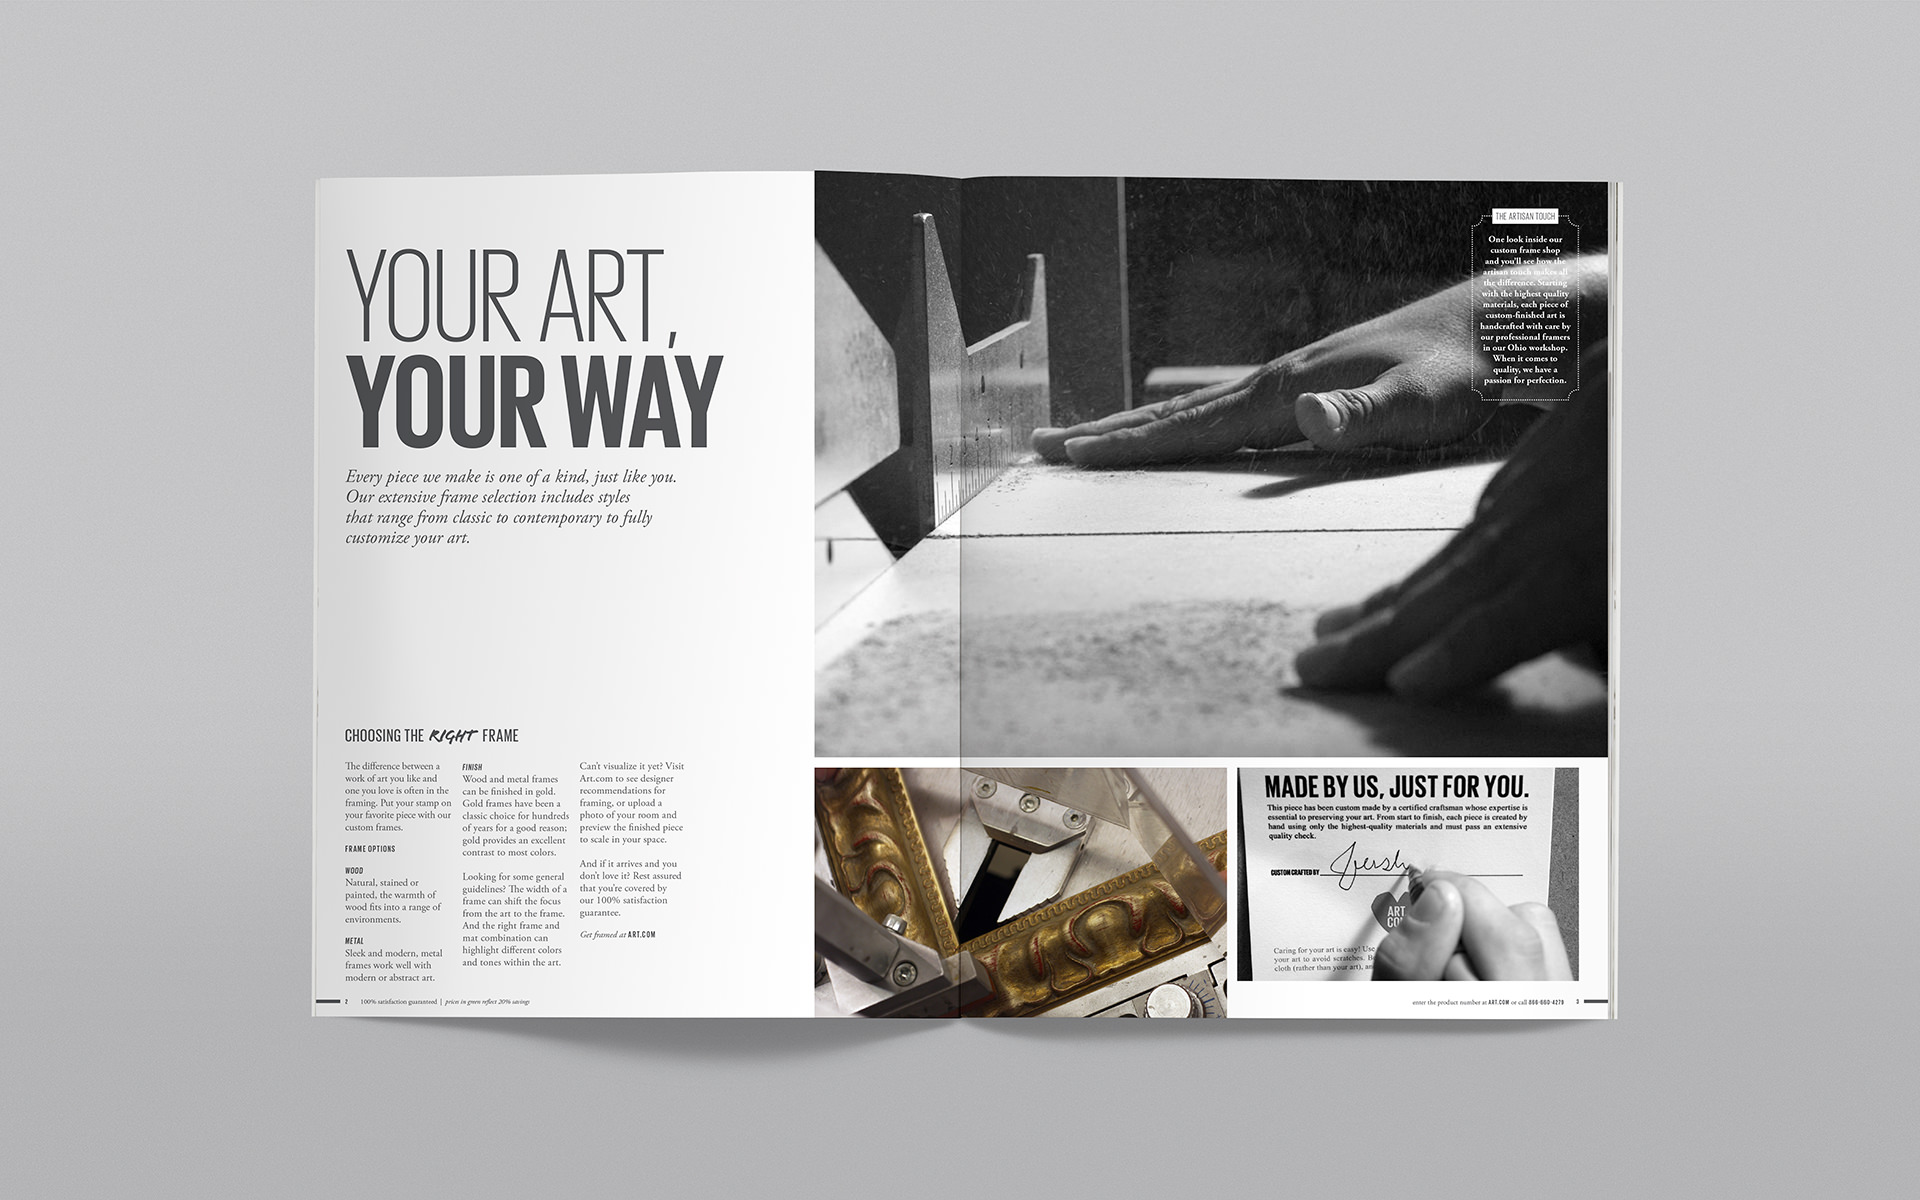 YOUR ART,
YOUR WAY
Every piece we make is one of a kind, just like you.
Our extensive frame selection includes styles
that range from classic to contemporary to fully
customize your art.
CHOOSING THE RIGHT FRAME
The difference between a
work of art you like and
one you love is often in the
framing. Put your stamp on
your favorite piece with our
custom frames.
FRAME OPTIONS
WOOD
Natural, stained or
painted, the warmth of
wood fits into a range of
environments.
METAL
Sleek and modern, metal
frames work well with
modern or abstract art.
FINISH
Wood and metal frames
can be finished in gold.
Gold frames have been a
classic choice for hundreds
of years for a good reason;
gold provides an excellent
contrast to most colors.
Looking for some general
guidelines? The width of a
frame can shift the focus
from the art to the frame.
And the right frame and
mat combination can
highlight different colors
and tones within the art.
Can't visualize it yet? Visit
Art.com to see designer
recommendations for
framing, or upload a
photo of your room and
preview the finished piece
to scale in your space.
And if it arrives and you
don't love it? Rest assured
that you're covered by
our 100% satisfaction
guarantee.
Get framed at ART.COM
2 100% satisfaction guaranteed | prices in green reflect 20% savings
THE ARTISAN TOUCH
One look inside our
custom frame shop
and you'll see how the
artisan touch makes all
the difference. Starting
with the highest quality
materials, each piece of
custom-finished art is
handcrafted with care by
our professional framers
in our Ohio workshop.
When it comes to
quality, we have a
passion for perfection.
MADE BY US, JUST FOR YOU.
This piece has been custom made by a certified craftsman whose expertise is
essential to preserving your art. From start to finish, each piece is created by
hand using only the highest-quality materials and must pass an extensive
quality check.
CUSTOM CRAFTED BY
ART
CO
Caring for your art is easy! Use
your art to avoid scratches.
cloth (rather than your art),
enter the product number at ART.COM or call 866-660-4278 3